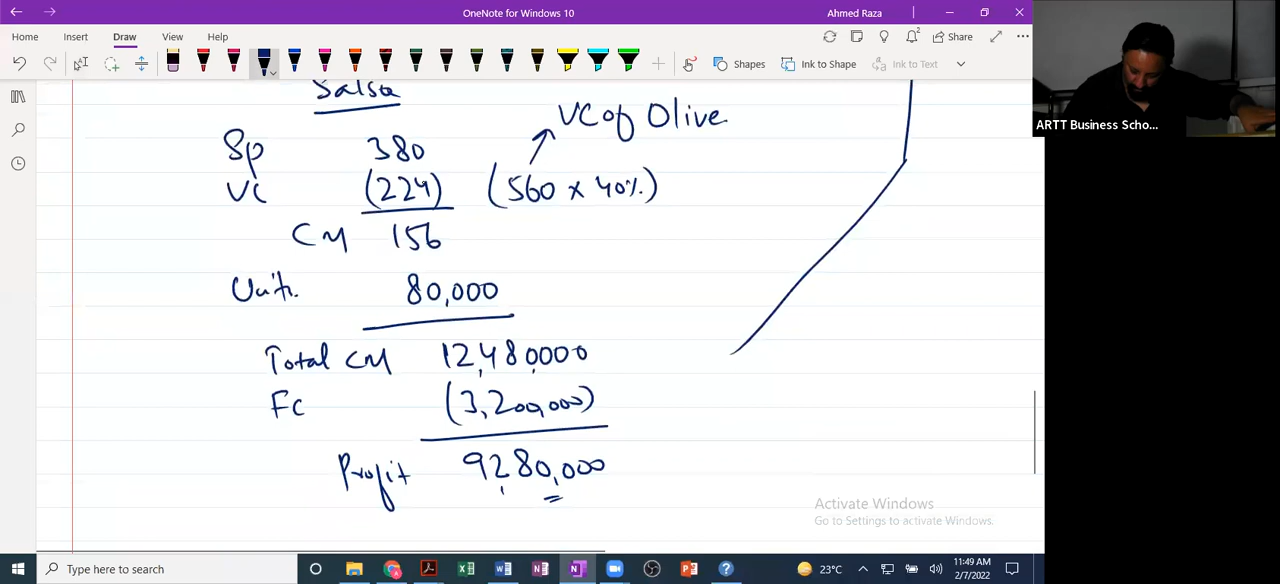 OneNote for Windows 10
Ahmed Raza
Home Insert Draw View Help
Share
Shapes Ink to Shape Ink to Text
ARTT Business Scho...
Salsa
VC of Olive
Sp 380
VC (224) (560 x 40%)
CM 156
Units. 80,000
Total CM 12,480,000
FC (3,200,000)
Profit 9,280,000
Activate Windows
Go to Settings to activate Windows.
Type here to search
23°C
11:49 AM
2/7/2022